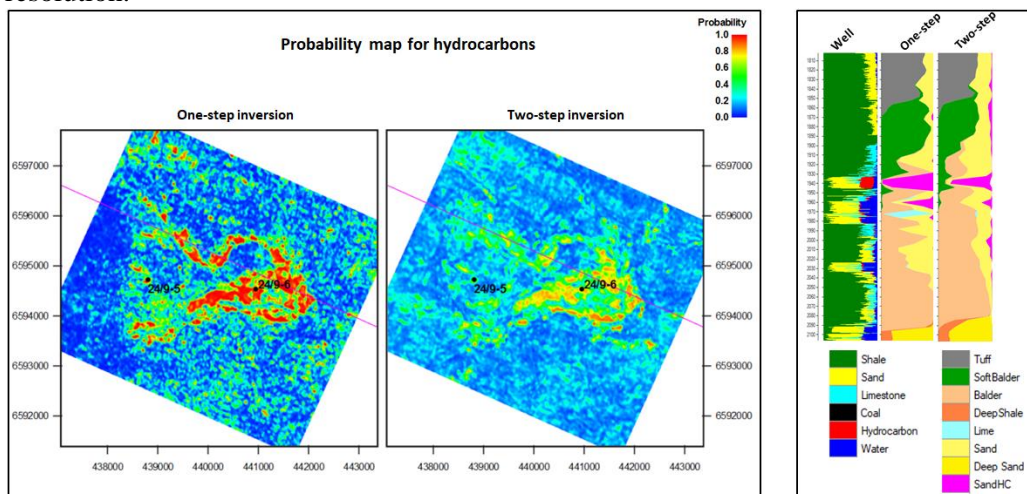 resolution.
Probability
Probability map for hydrocarbons
1.0
0.8
0.6
0.4
0.2
0.0
One-step inversion
Two-step inversion
6597000
6596000
6595000
6594000
6593000
6592000
24/9-5
24/9-6
24/9-5
24/9-6
6597000
6596000
6595000
6594000
6593000
6592000
438000 439000 440000 441000 442000 443000
438000 439000 440000 441000 442000 443000
Well
One-step
Two-step
Shale
Sand
Limestone
Coal
Hydrocarbon
Water
Tuff
SoftBalder
Balder
DeepShale
Lime
Sand
Deep Sand
SandHC